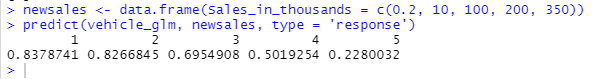 > newsales <- data.frame(Sales_in_thousands = c(0.2, 10, 100, 200, 350))
> predict(vehicle_glm, newsales, type = 'response')
1 2 3 4 5
0.8378741 0.8266845 0.6954908 0.5019254 0.2280032
>